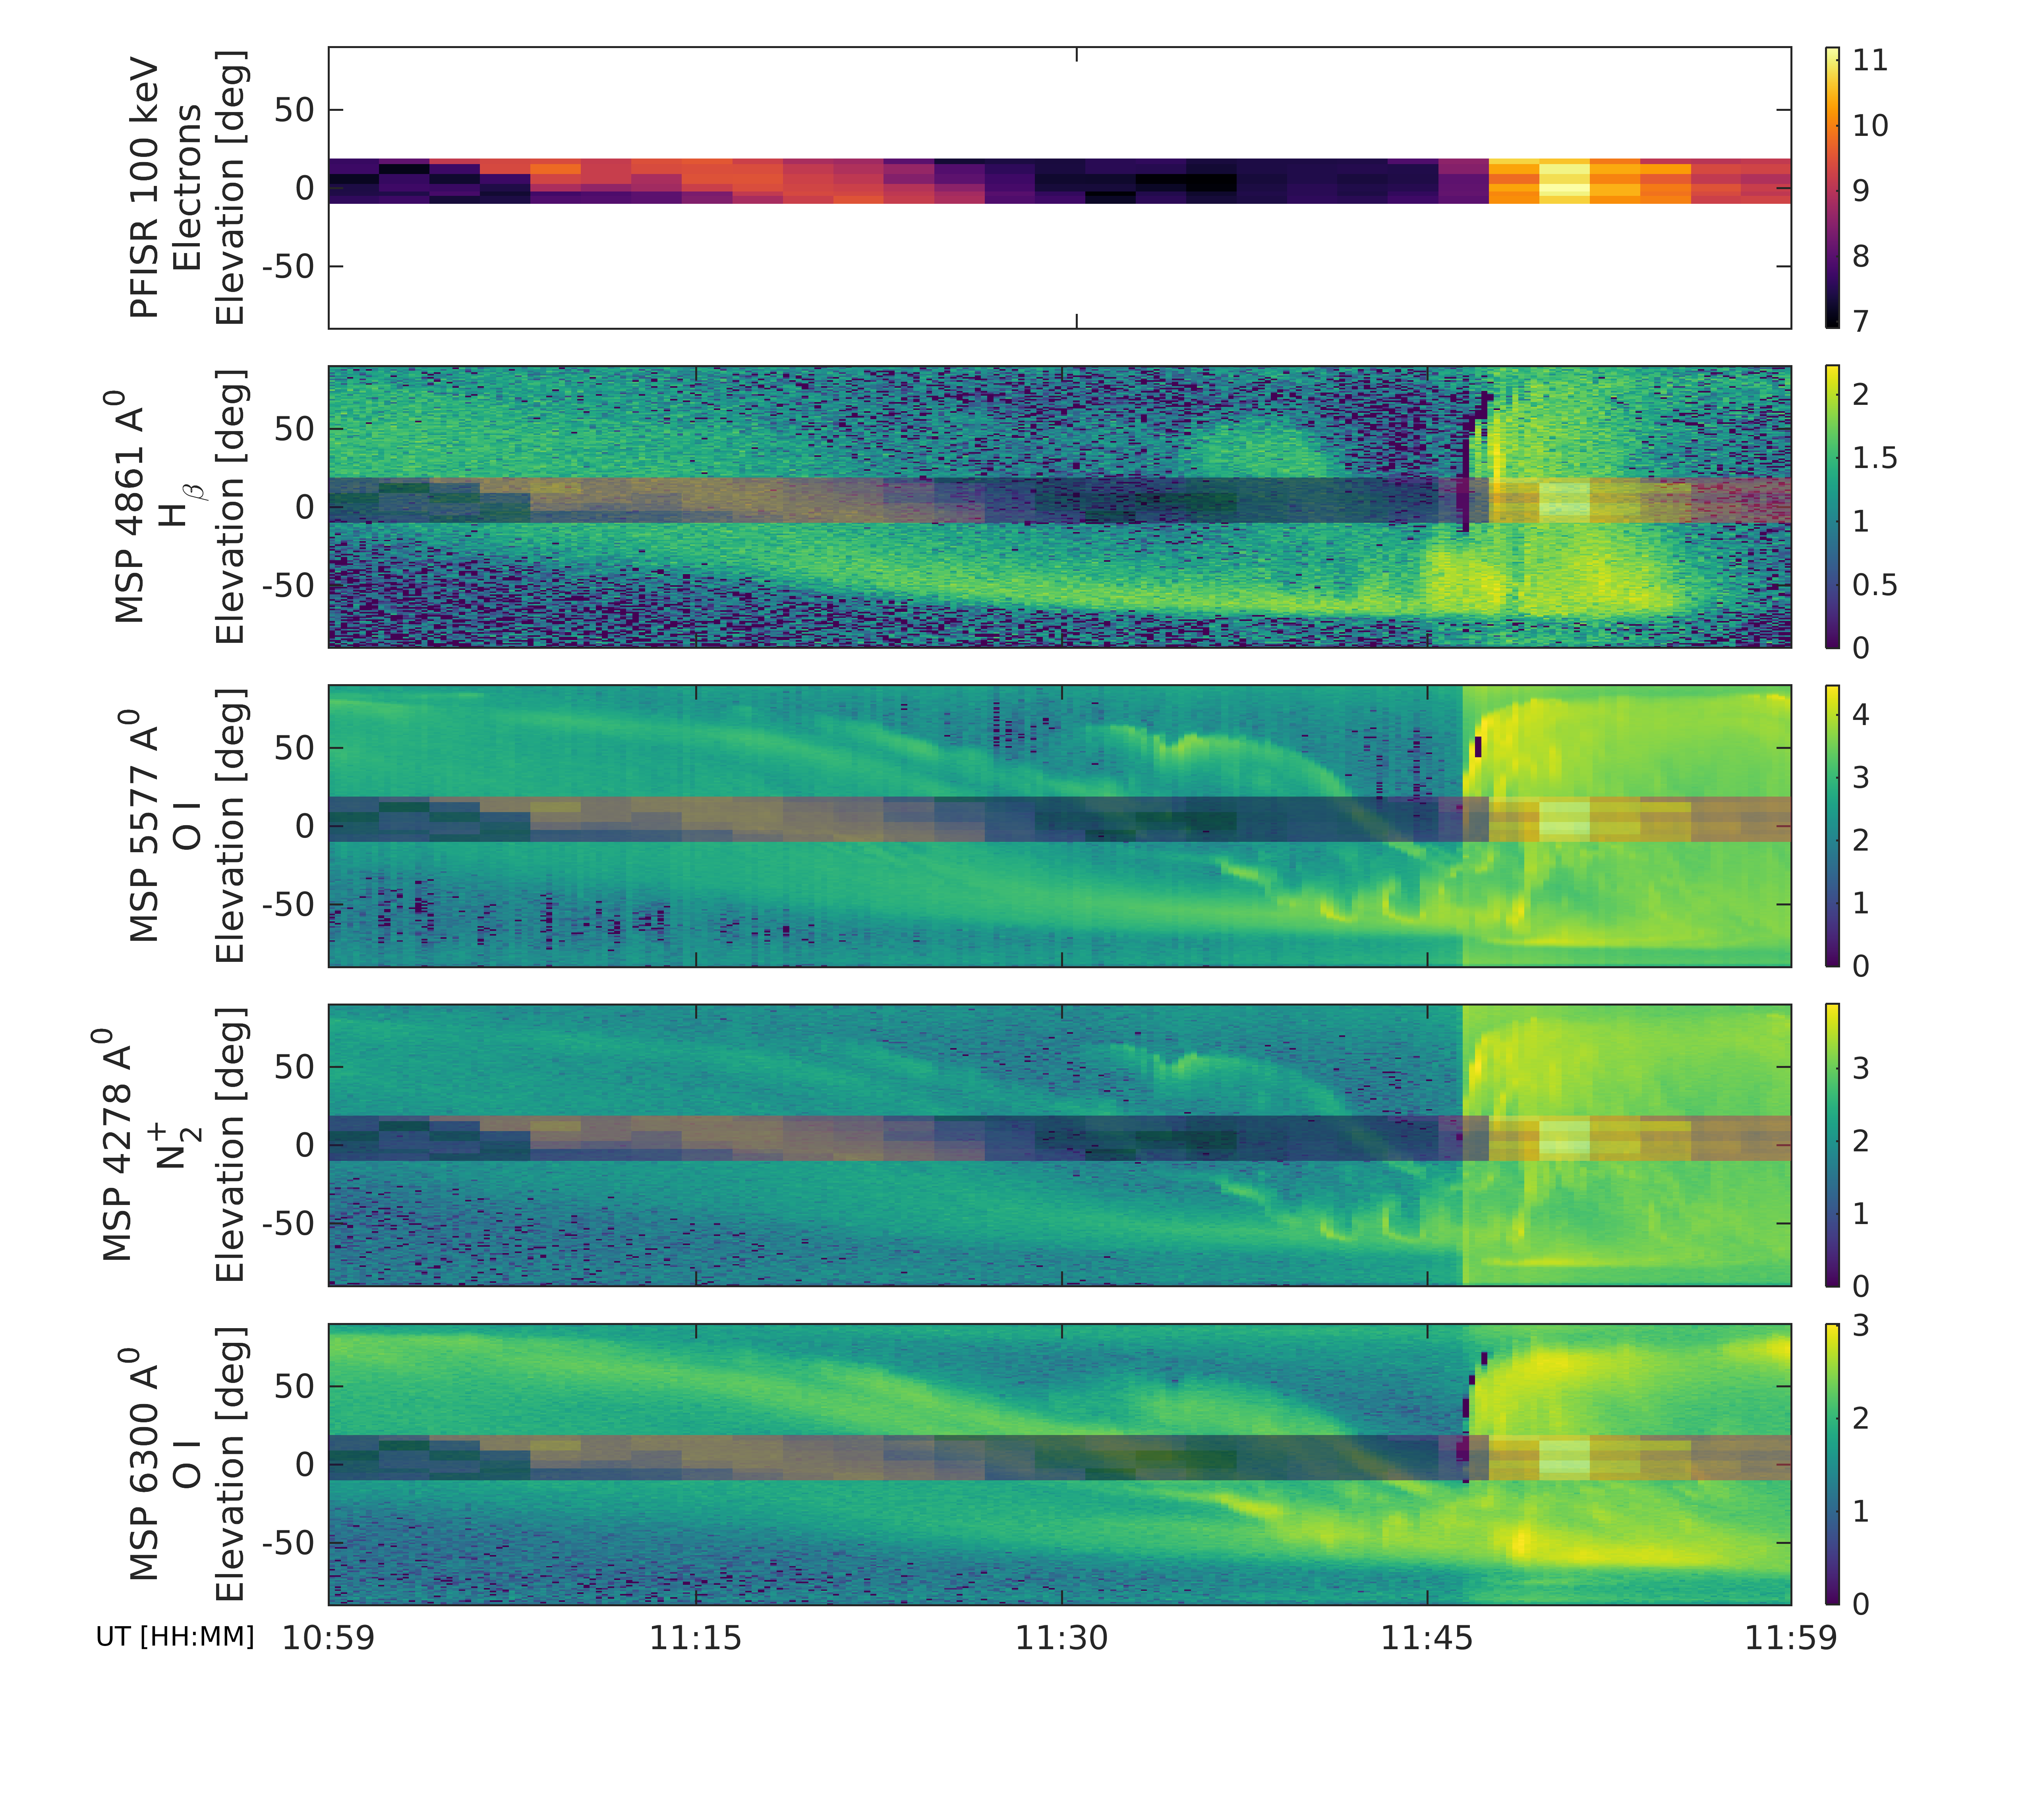 PFISR 100 keV
Electrons
Elevation [deg]
50
0
-50
11
10
9
8
7
MSP 4861 A⁰
Hβ
Elevation [deg]
50
0
-50
2
1.5
1
0.5
0
MSP 5577 A⁰
O I
Elevation [deg]
50
0
-50
4
3
2
1
0
MSP 4278 A⁰
N₂⁺
Elevation [deg]
50
0
-50
3
2
1
0
MSP 6300 A⁰
O I
Elevation [deg]
50
0
-50
3
2
1
0
UT [HH:MM] 10:59 11:15 11:30 11:45 11:59